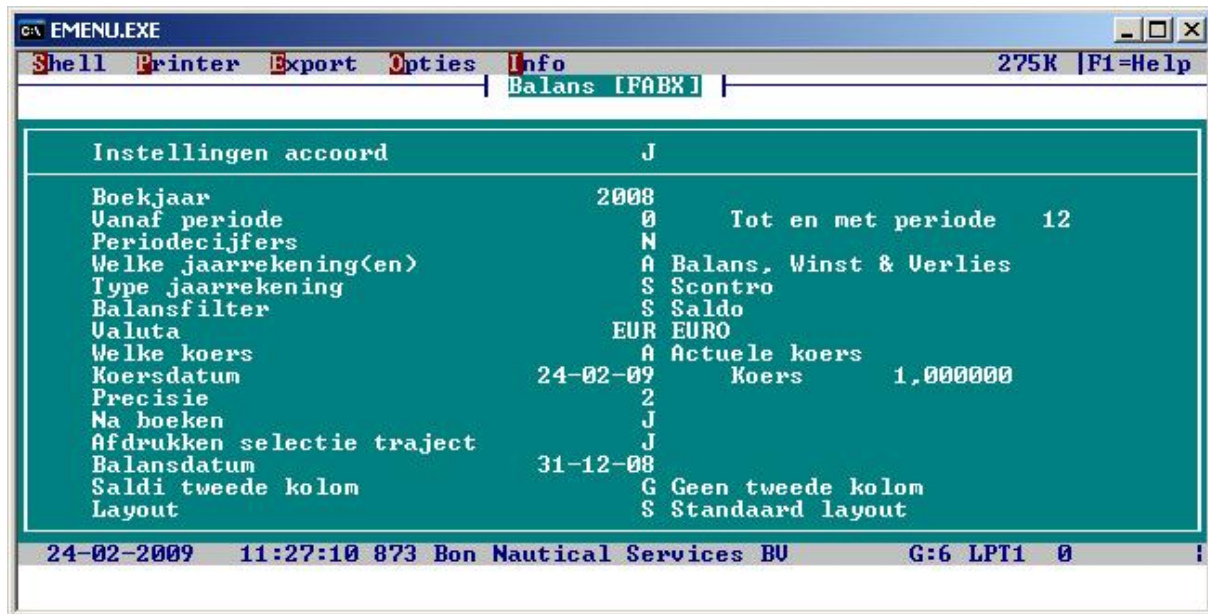 EMENU.EXE
Shell Printer Export Opties Info 275K |F1=Help
Balans [FABX]
Instellingen accoord J
Boekjaar 2008
Vanaf periode 0 Tot en met periode 12
Periodecijfers N
Welke jaarrekening(en) A Balans, Winst & Verlies
Type jaarrekening S Scontro
Balansfilter S Saldo
Valuta EUR EURO
Welke koers A Actuele koers
Koersdatum 24-02-09 Koers 1,000000
Precisie 2
Na boeken J
Afdrukken selectie traject J
Balansdatum 31-12-08
Saldi tweede kolom G Geen tweede kolom
Layout S Standaard layout
24-02-2009 11:27:10 873 Bon Nautical Services BV G:6 LPT1 0